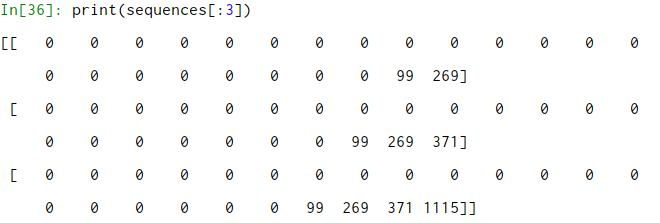 In[36]: print(sequences[:3])
[[ 0 0 0 0 0 0 0 0 0 0 0 0 0 0
0 0 0 0 0 0 0 0 99 269]
[ 0 0 0 0 0 0 0 0 0 0 0 0 0 0
0 0 0 0 0 0 0 99 269 371]
[ 0 0 0 0 0 0 0 0 0 0 0 0 0 0
0 0 0 0 0 0 99 269 371 1115]]